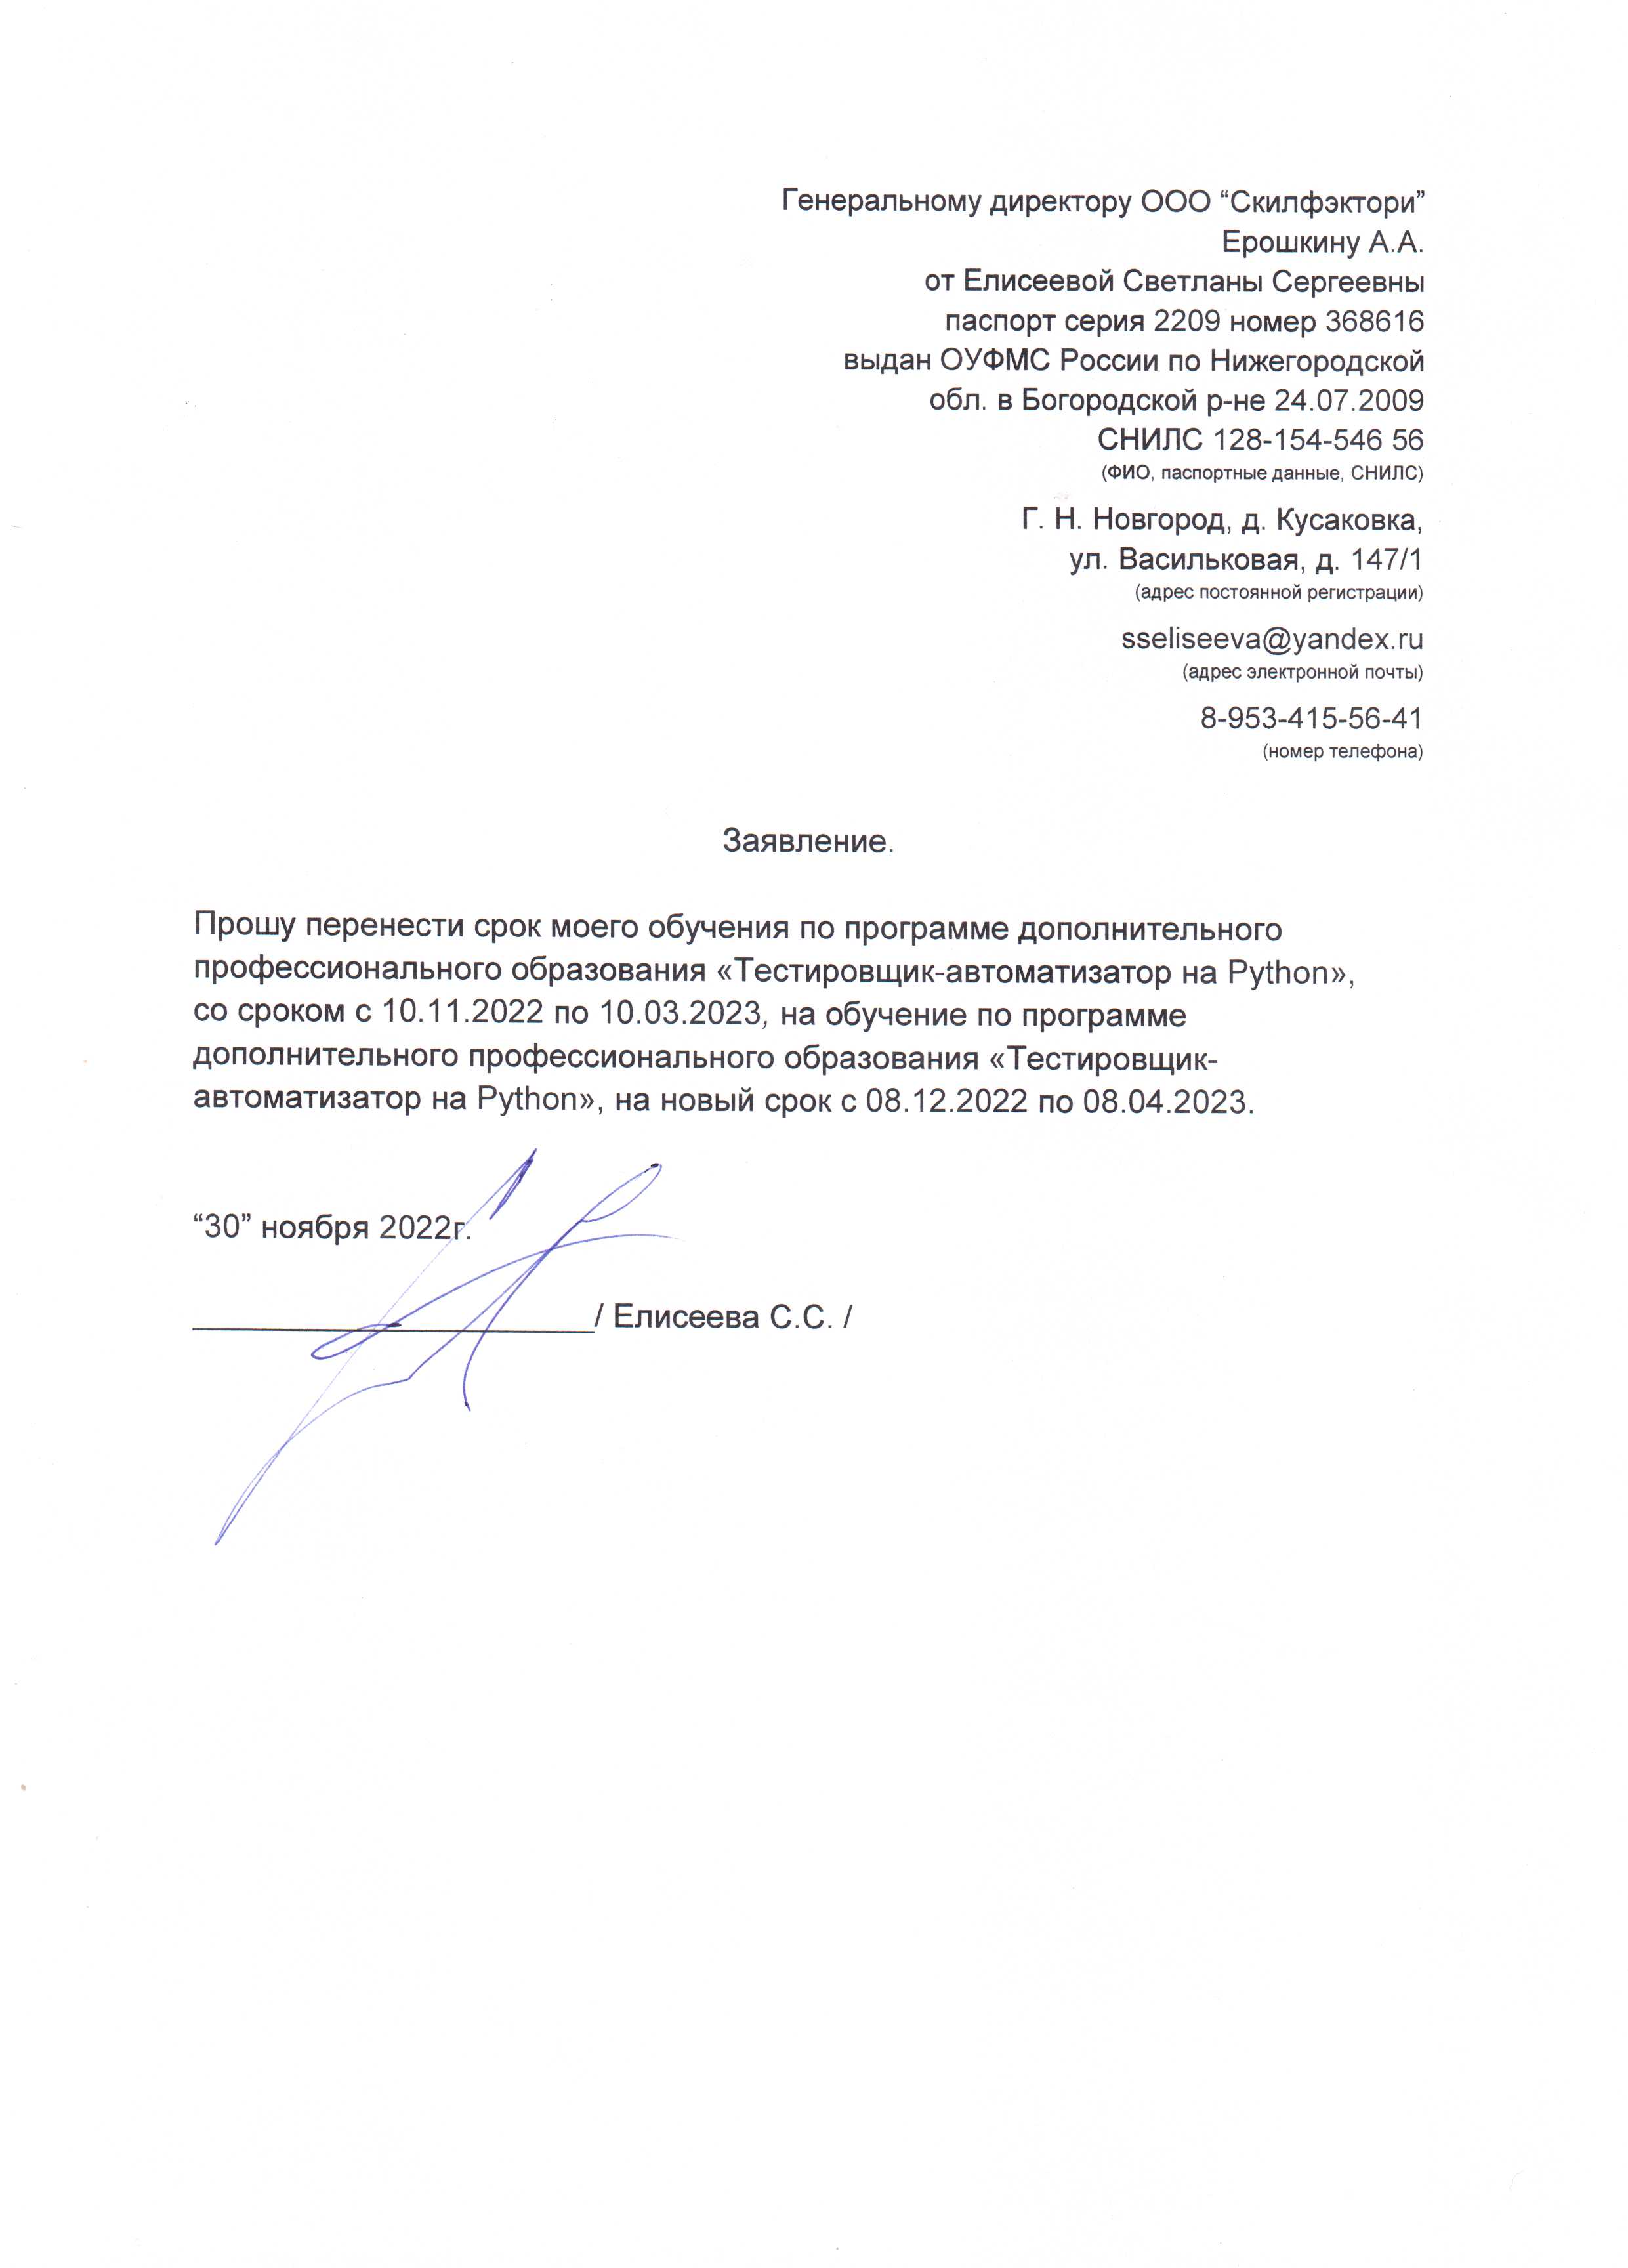 Генеральному директору ООО “Скилфэктори”
Ерошкину А.А.
от Елисеевой Светланы Сергеевны
паспорт серия 2209 номер 368616
выдан ОУФМС России по Нижегородской
обл. в Богородской р-не 24.07.2009
СНИЛС 128-154-546 56
(ФИО, паспортные данные, СНИЛС)
Г. Н. Новгород, д. Кусаковка,
ул. Васильковая, д. 147/1
(адрес постоянной регистрации)
sseliseeva@yandex.ru
(адрес электронной почты)
8-953-415-56-41
(номер телефона)
Заявление.
Прошу перенести срок моего обучения по программе дополнительного
профессионального образования «Тестировщик-автоматизатор на Python»,
со сроком с 10.11.2022 по 10.03.2023, на обучение по программе
дополнительного профессионального образования «Тестировщик-
автоматизатор на Python», на новый срок с 08.12.2022 по 08.04.2023.
“30” ноября 2022г.
/ Елисеева С.С. /